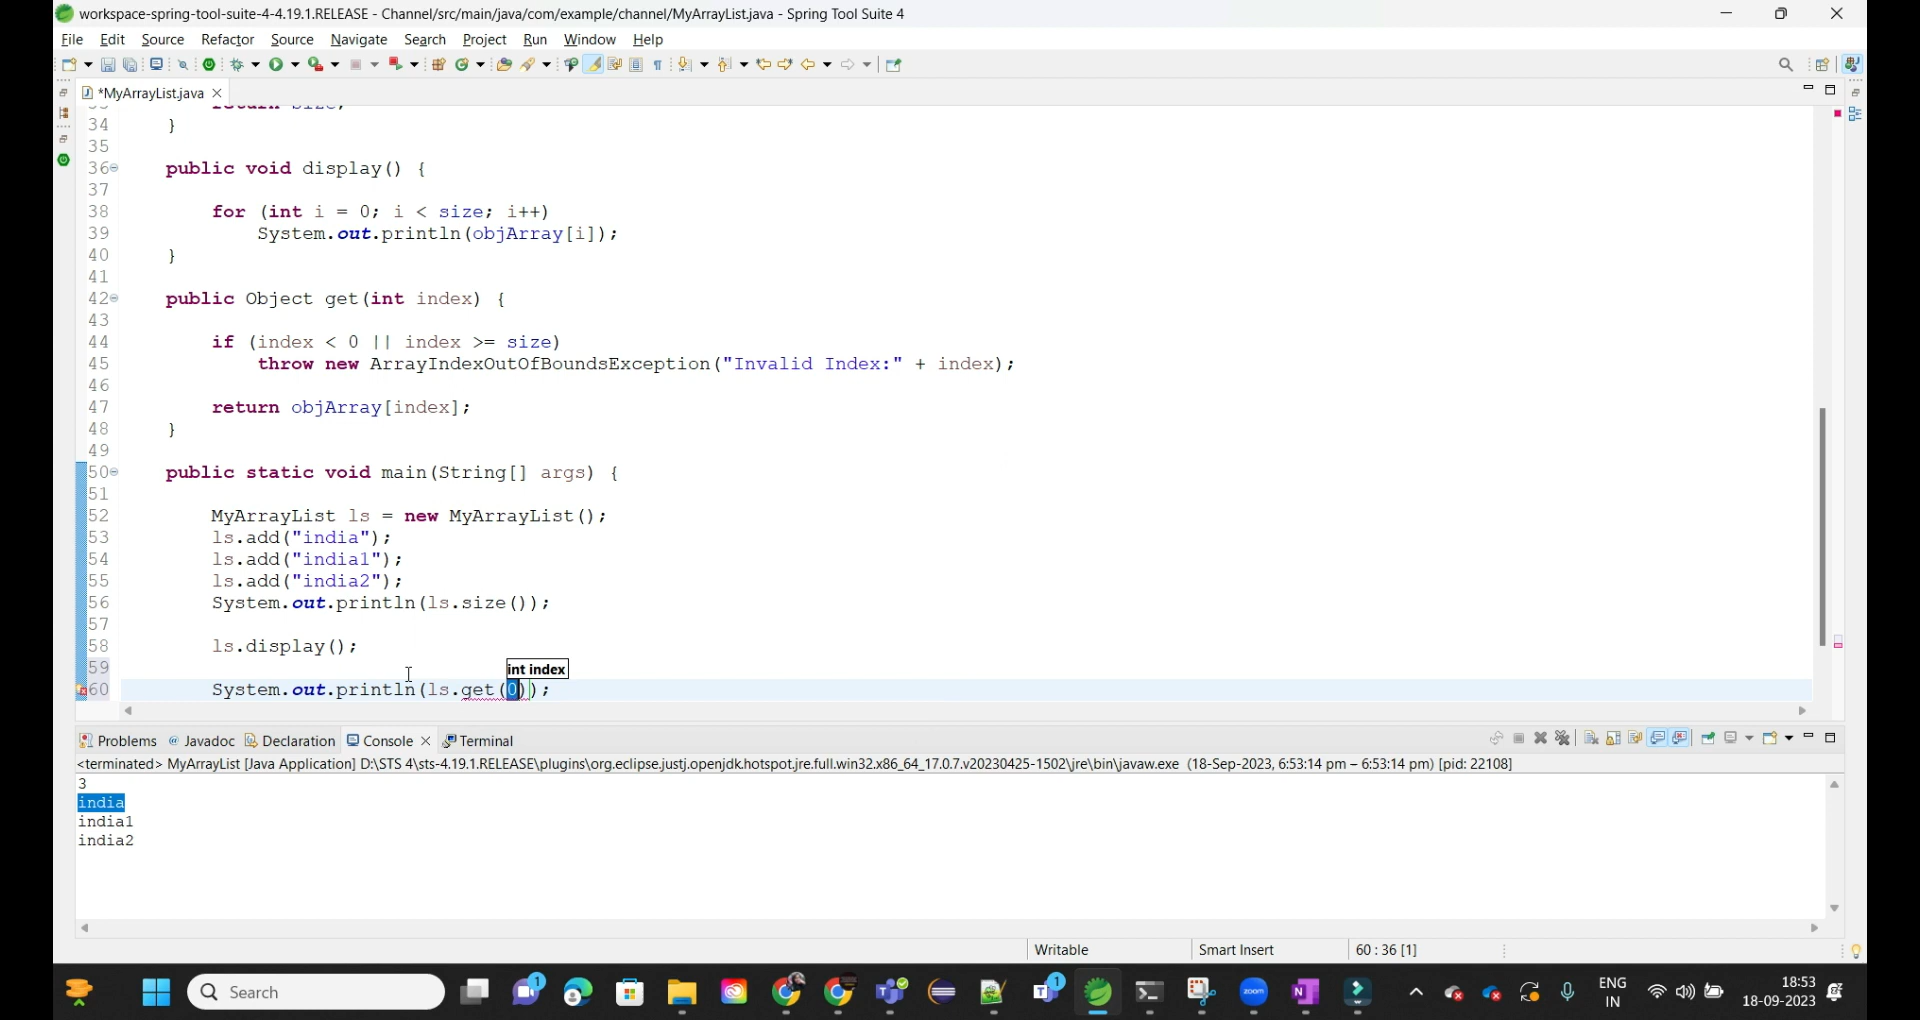 workspace-spring-tool-suite-4-4.19.1.RELEASE - Channel/src/main/java/com/example/channel/MyArrayList.java - Spring Tool Suite 4
File Edit Source Refactor Source Navigate Search Project Run Window Help
*MyArrayList.java
return size;
34 }
35
36 public void display() {
37
38 for (int i = 0; i < size; i++)
39 System.out.println(objArray[i]);
40 }
41
42 public Object get(int index) {
43
44 if (index < 0 || index >= size)
45 throw new ArrayIndexOutOfBoundsException("Invalid Index:" + index);
46
47 return objArray[index];
48 }
49
50 public static void main(String[] args) {
51
52 MyArrayList ls = new MyArrayList();
53 ls.add("india");
54 ls.add("india1");
55 ls.add("india2");
56 System.out.println(ls.size());
57
58 ls.display();
59 int index
60 System.out.println(ls.get(0));
Problems Javadoc Declaration Console Terminal
<terminated> MyArrayList [Java Application] D:\STS 4\sts-4.19.1.RELEASE\plugins\org.eclipse.justj.openjdk.hotspot.jre.full.win32.x86_64_17.0.7.v20230425-1502\jre\bin\javaw.exe (18-Sep-2023, 6:53:14 pm – 6:53:14 pm) [pid: 22108]
3
india
india1
india2
Writable Smart Insert 60 : 36 [1]
Search
1
1
zoom
ENG
IN
18:53
18-09-2023